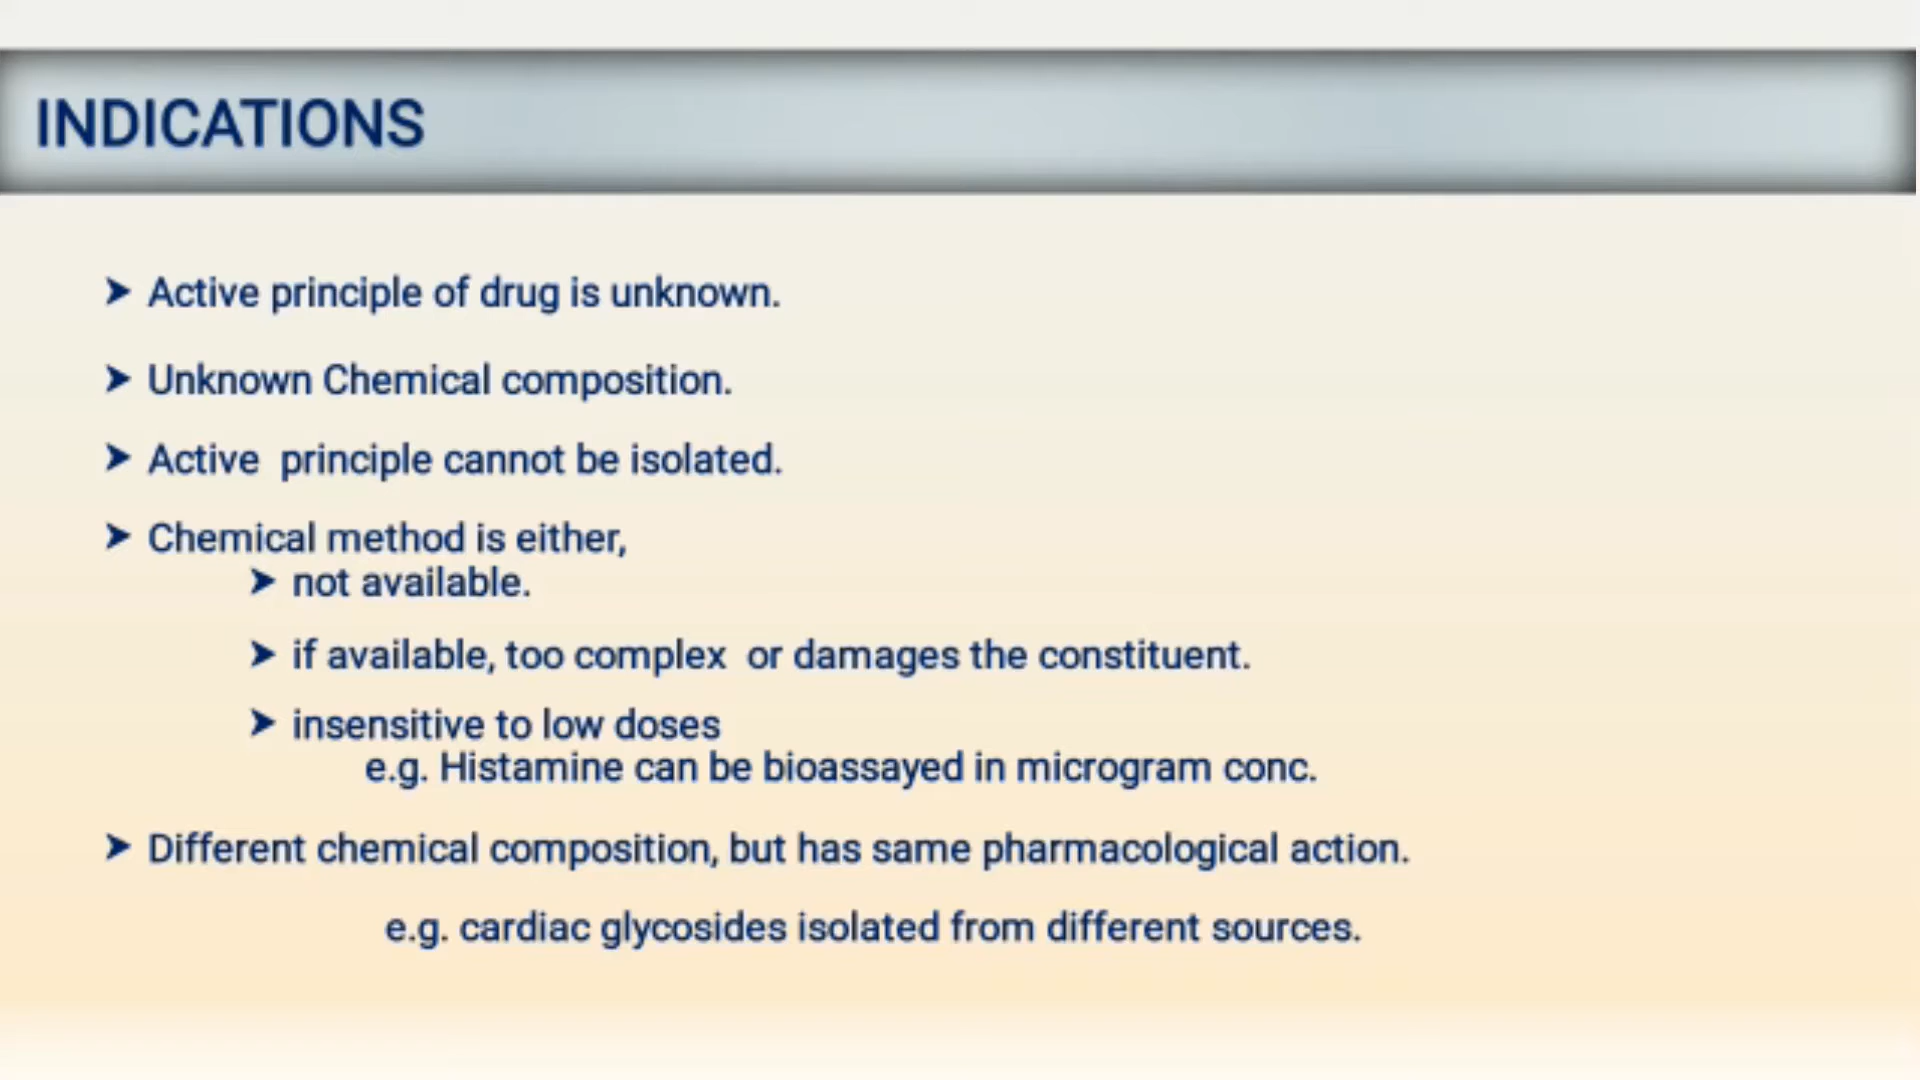 INDICATIONS
➤ Active principle of drug is unknown.
➤ Unknown Chemical composition.
➤ Active principle cannot be isolated.
➤ Chemical method is either,
➤ not available.
➤ if available, too complex or damages the constituent.
➤ insensitive to low doses
e.g. Histamine can be bioassayed in microgram conc.
➤ Different chemical composition, but has same pharmacological action.
e.g. cardiac glycosides isolated from different sources.